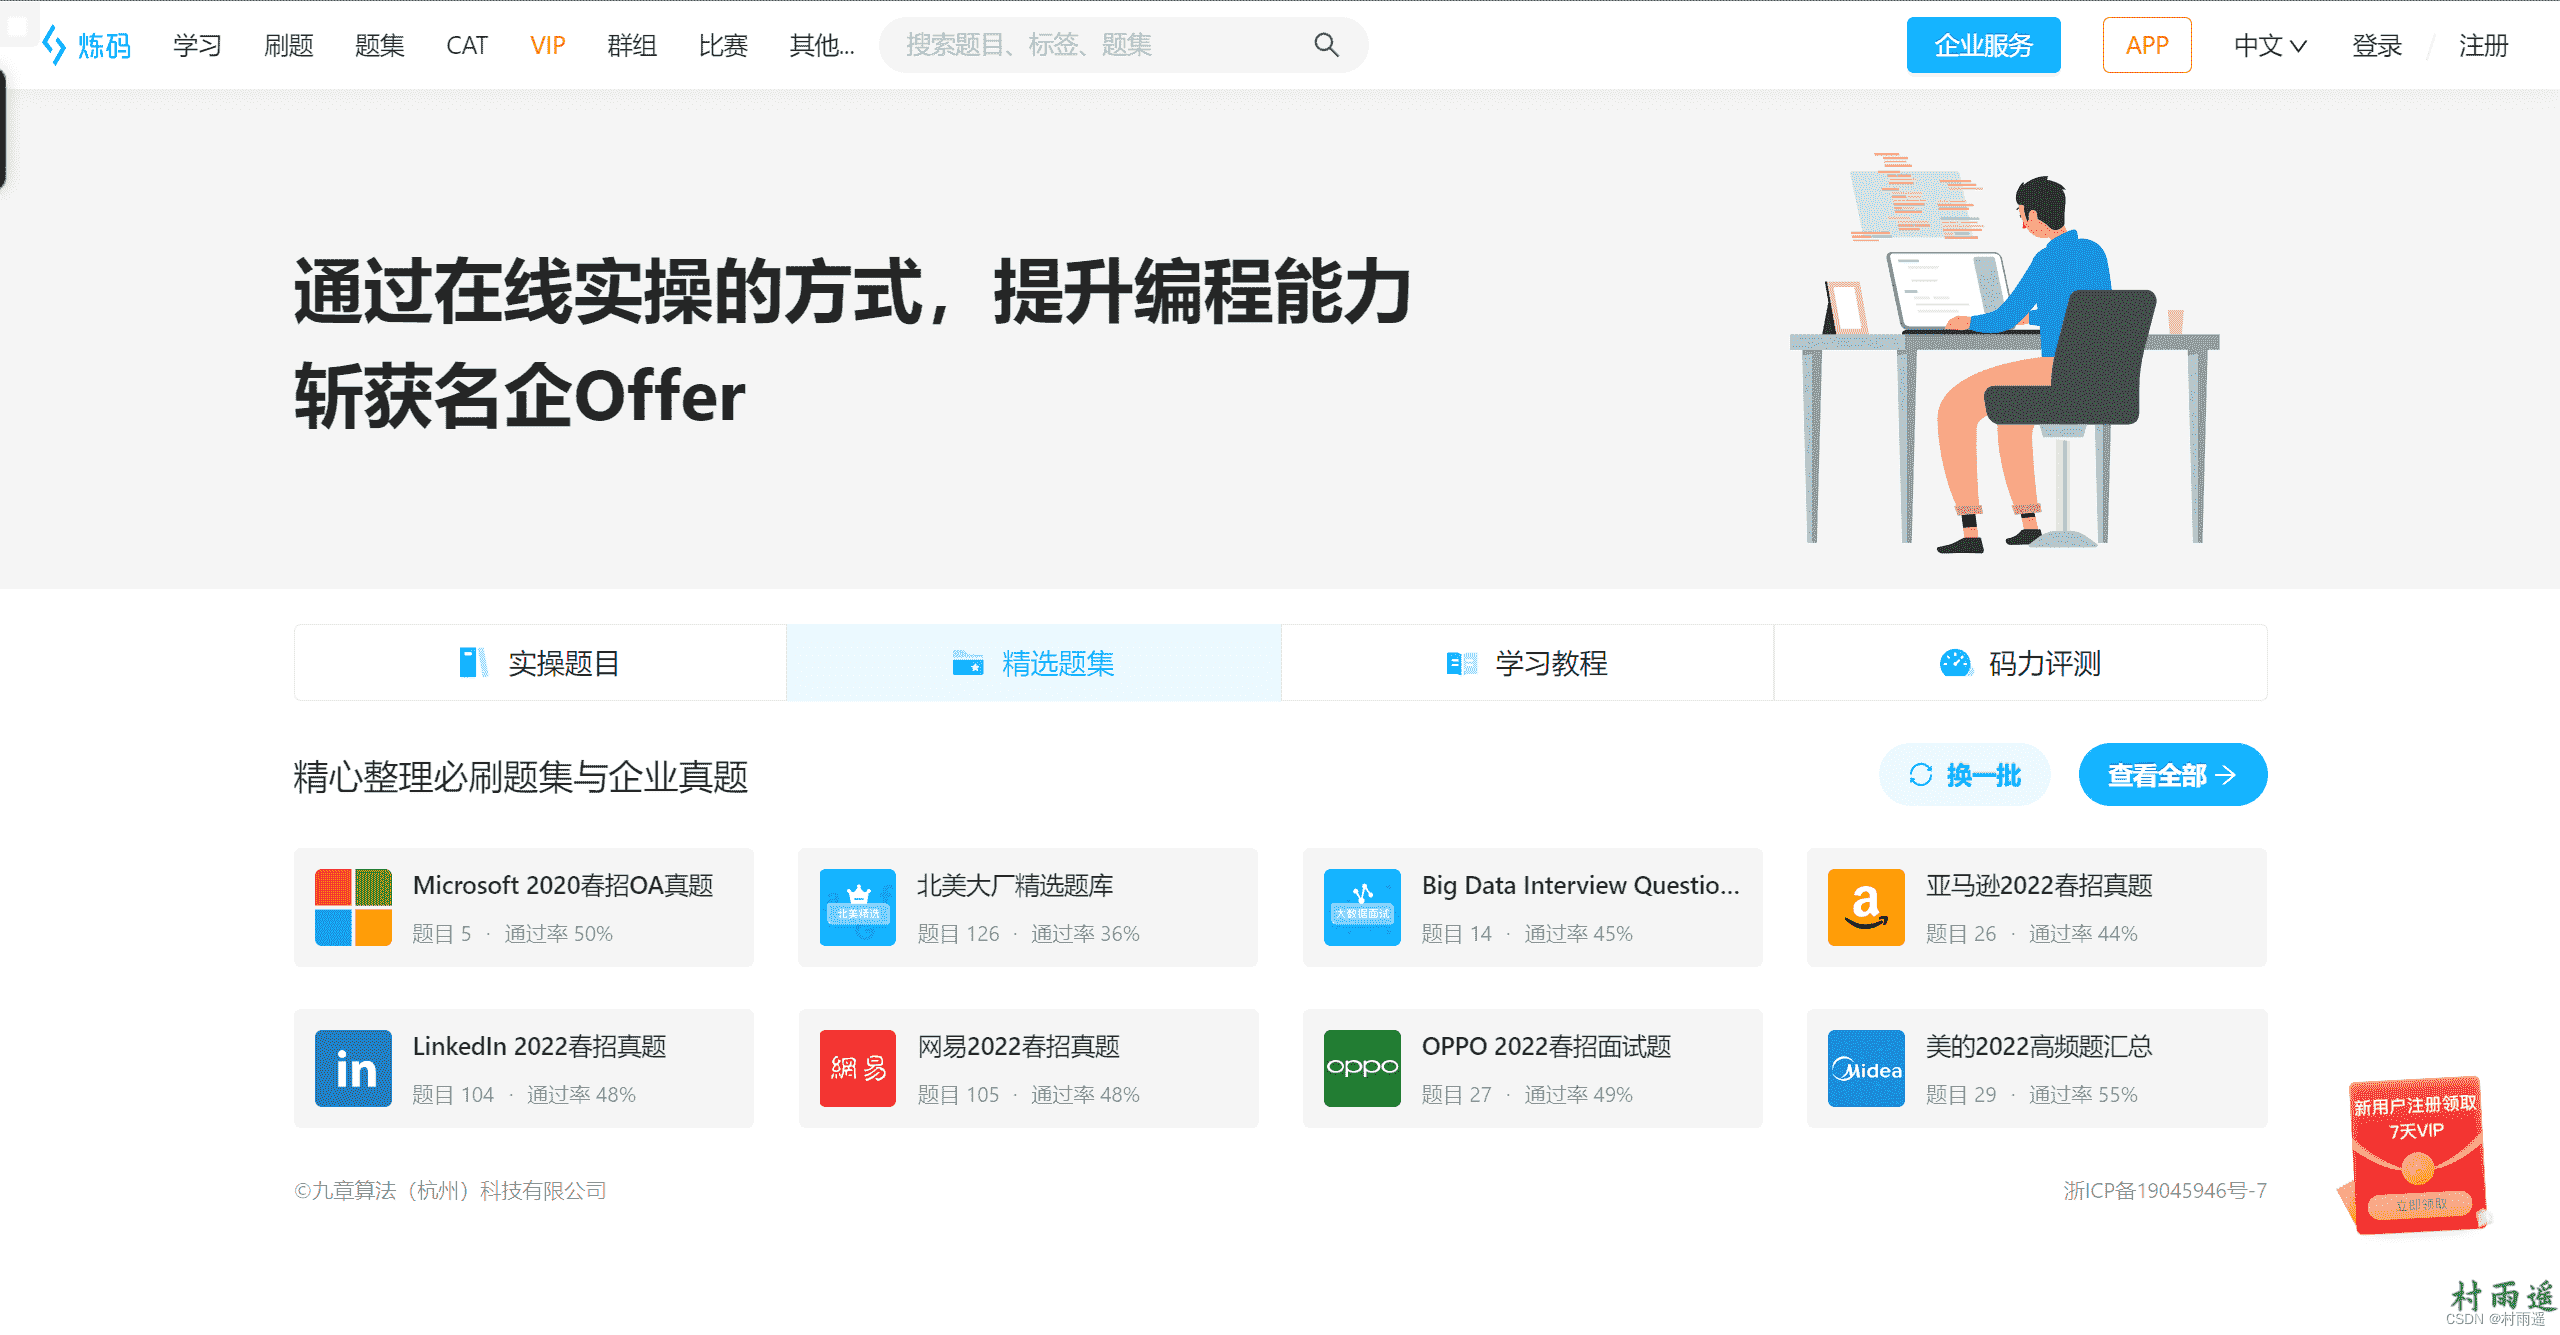 炼码 学习 刷题 题集 CAT VIP 群组 比赛 其他... 搜索题目、标签、题集 企业服务 APP 中文 登录 / 注册
通过在线实操的方式，提升编程能力
斩获名企Offer
实操题目 精选题集 学习教程 码力评测
精心整理必刷题集与企业真题 换一批 查看全部
Microsoft 2020春招OA真题
题目 5 · 通过率 50%
北美精选
北美大厂精选题库
题目 126 · 通过率 36%
大数据面试
Big Data Interview Questio...
题目 14 · 通过率 45%
a
亚马逊2022春招真题
题目 26 · 通过率 44%
in
LinkedIn 2022春招真题
题目 104 · 通过率 48%
網易
网易2022春招真题
题目 105 · 通过率 48%
oppo
OPPO 2022春招面试题
题目 27 · 通过率 49%
Midea
美的2022高频题汇总
题目 29 · 通过率 55%
新用户注册领取
7天VIP
立即领取
©九章算法（杭州）科技有限公司 浙ICP备19045946号-7
村雨遥
CSDN @村雨遥